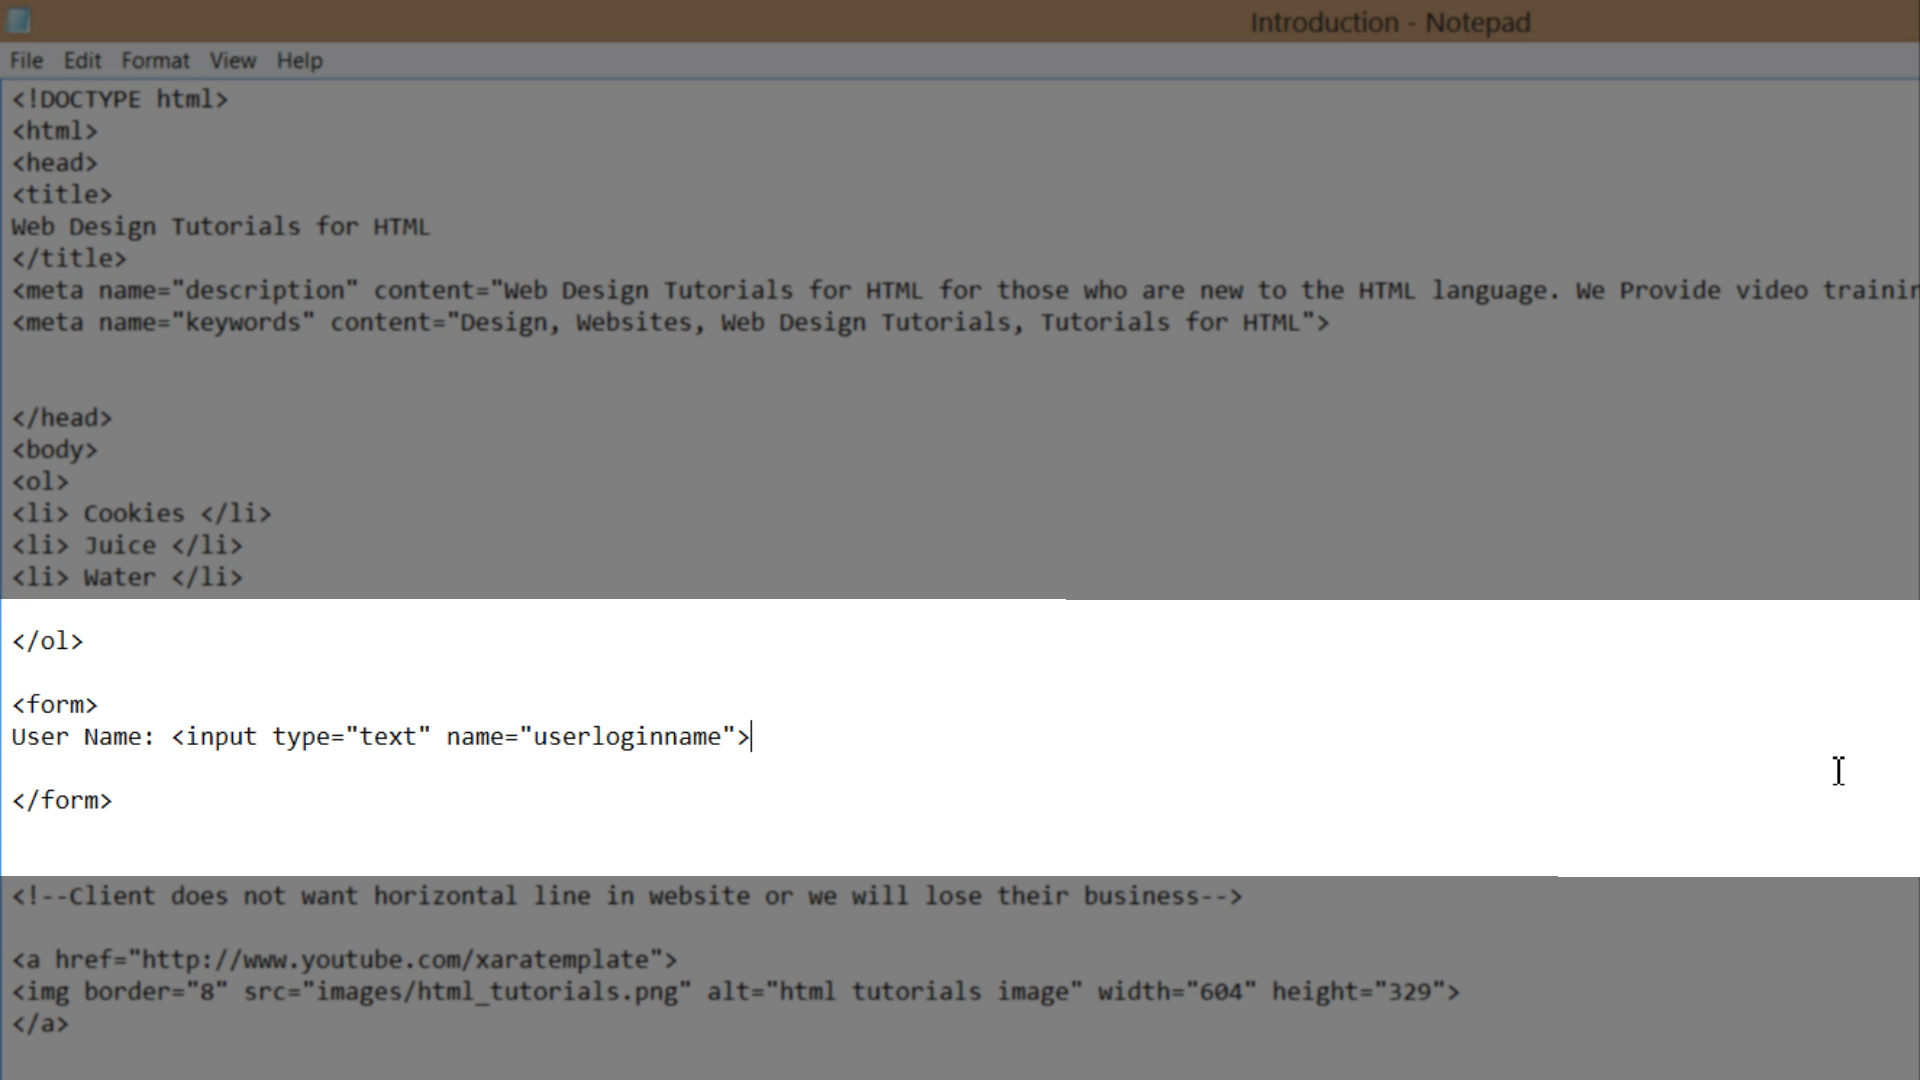 Introduction - Notepad
File Edit Format View Help
<!DOCTYPE html>
<html>
<head>
<title>
Web Design Tutorials for HTML
</title>
<meta name="description" content="Web Design Tutorials for HTML for those who are new to the HTML language. We Provide video trainin
<meta name="keywords" content="Design, Websites, Web Design Tutorials, Tutorials for HTML">
</head>
<body>
<ol>
<li> Cookies </li>
<li> Juice </li>
<li> Water </li>
</ol>
<form>
User Name: <input type="text" name="userloginname">
</form>
<!--Client does not want horizontal line in website or we will lose their business-->
<a href="http://www.youtube.com/xaratemplate">
<img border="8" src="images/html_tutorials.png" alt="html tutorials image" width="604" height="329">
</a>